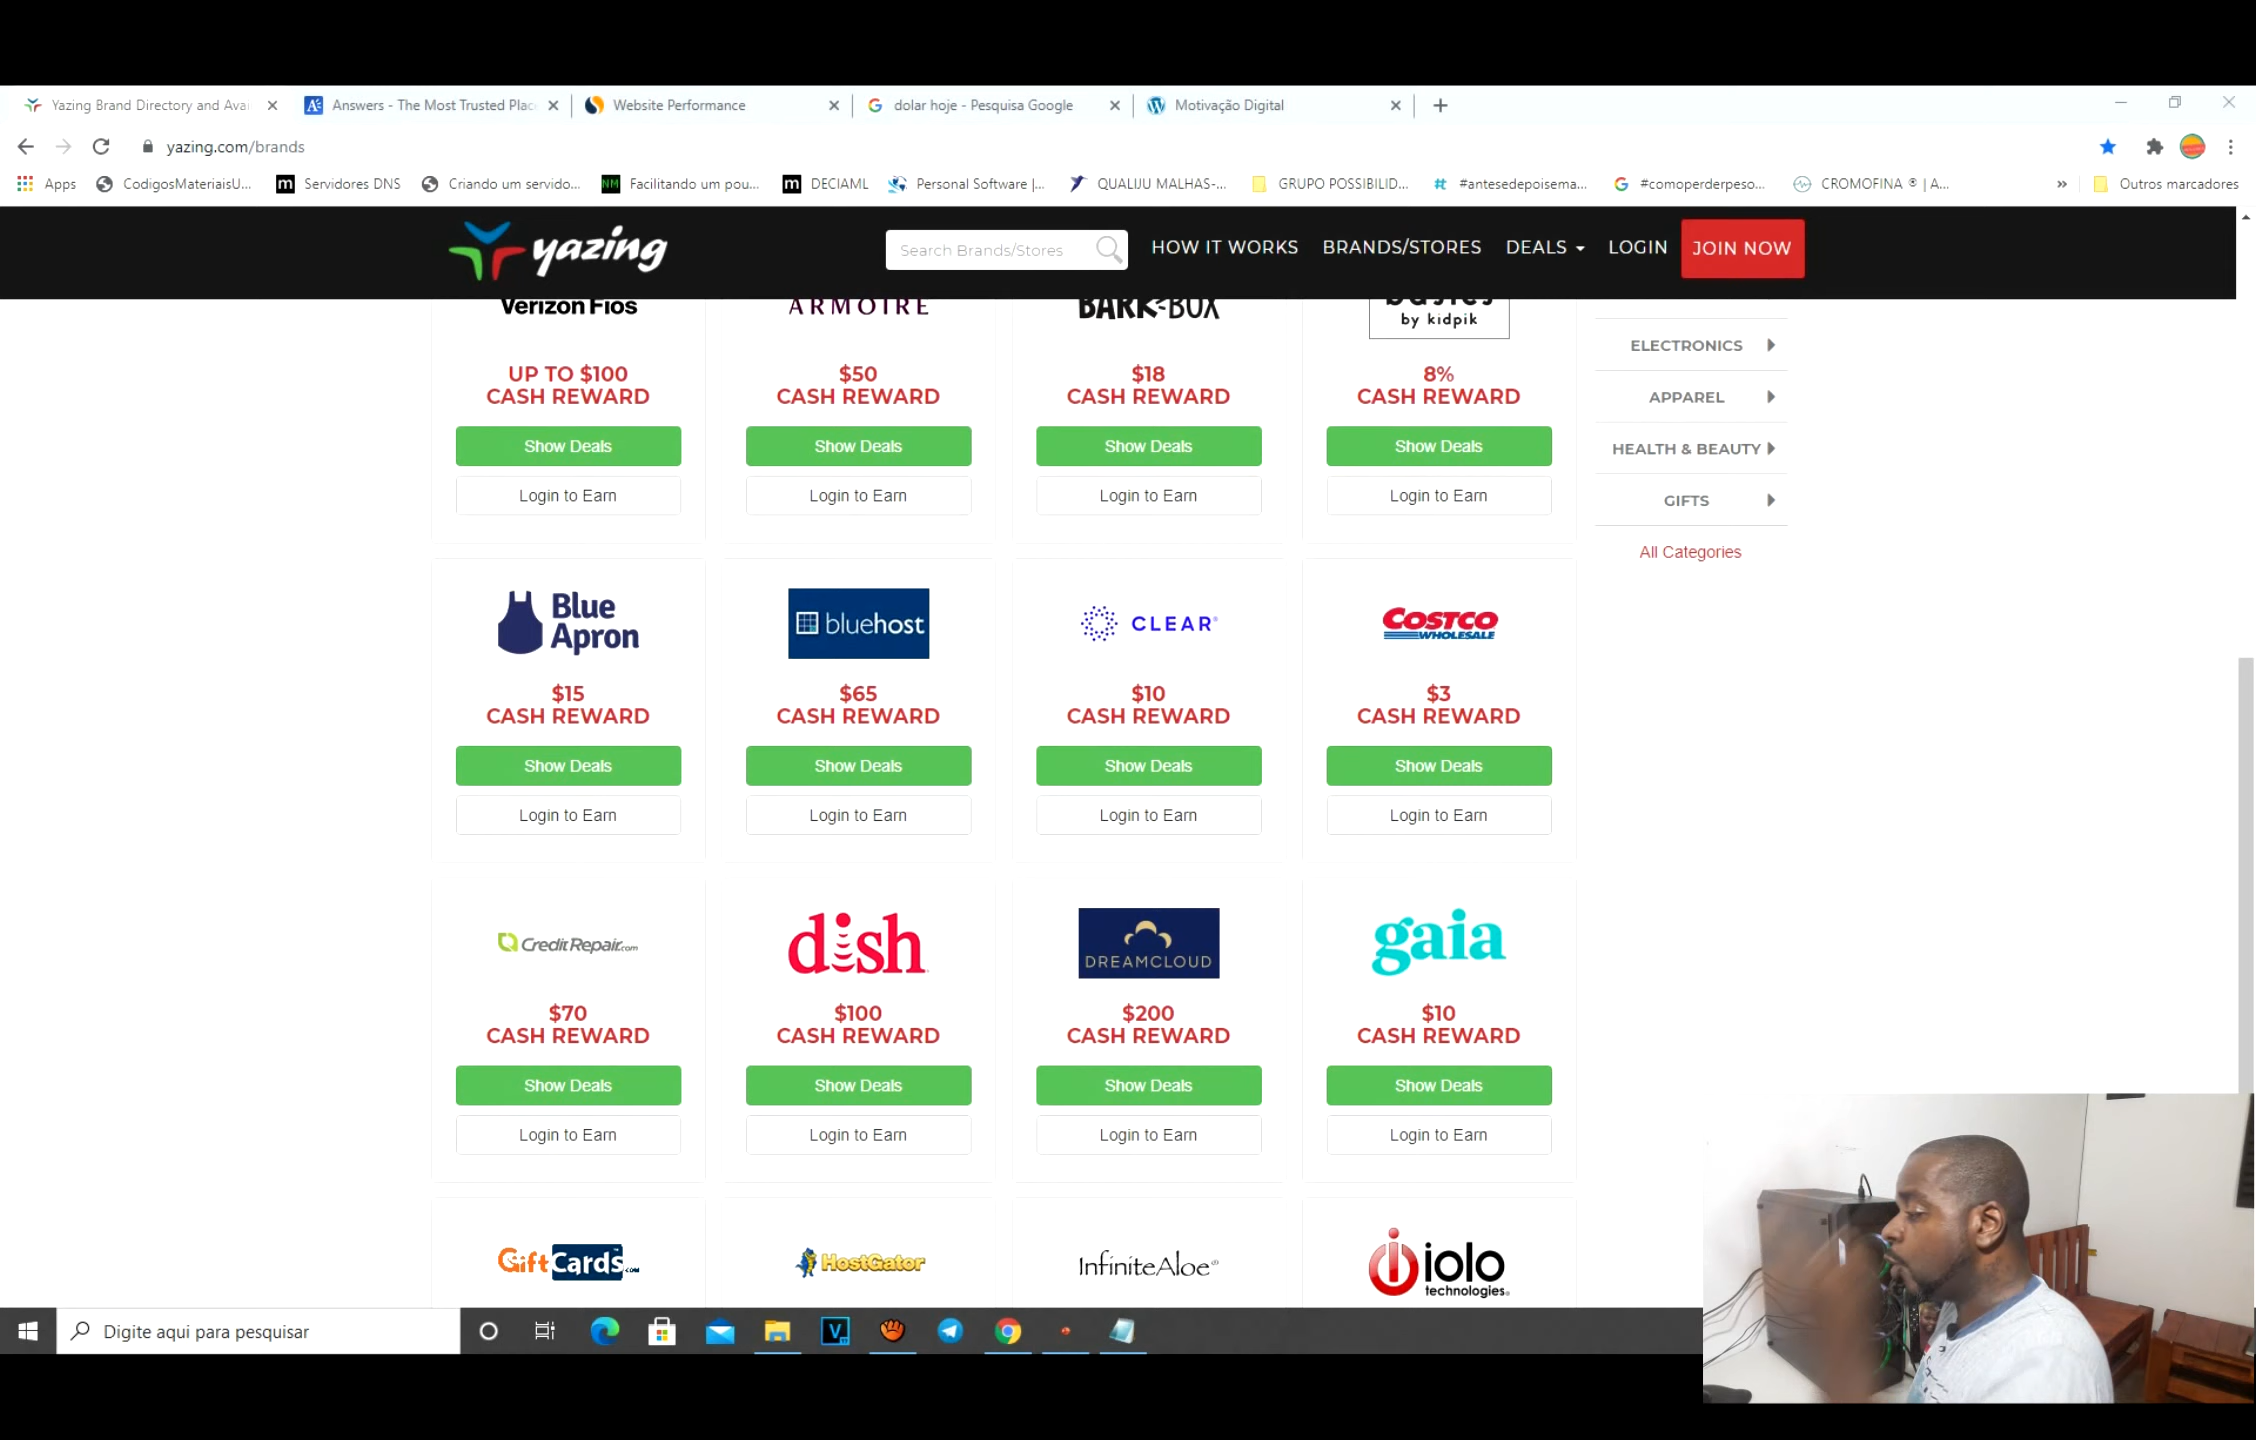 Yazing Brand Directory and Avai
Answers - The Most Trusted Plac
Website Performance
dolar hoje - Pesquisa Google
Motivação Digital
yazing.com/brands
Apps
CodigosMateriaisU...
Servidores DNS
Criando um servido...
NM
Facilitando um pou...
DECIAML
Personal Software |...
QUALIJU MALHAS-...
GRUPO POSSIBILID...
#antesedepoisema...
#comoperderpeso...
CROMOFINA ® | A...
Outros marcadores
yazing
Search Brands/Stores
HOW IT WORKS
BRANDS/STORES
DEALS
LOGIN
JOIN NOW
Verizon Fios
ARMOIRE
BARKBOX
basics
by kidpik
UP TO $100
CASH REWARD
$50
CASH REWARD
$18
CASH REWARD
8%
CASH REWARD
Show Deals
Show Deals
Show Deals
Show Deals
Login to Earn
Login to Earn
Login to Earn
Login to Earn
ELECTRONICS
APPAREL
HEALTH & BEAUTY
GIFTS
All Categories
Blue
Apron
bluehost
CLEAR
COSTCO
WHOLESALE
$15
CASH REWARD
$65
CASH REWARD
$10
CASH REWARD
$3
CASH REWARD
Show Deals
Show Deals
Show Deals
Show Deals
Login to Earn
Login to Earn
Login to Earn
Login to Earn
CreditRepair.com
dish
DREAMCLOUD
gaia
$70
CASH REWARD
$100
CASH REWARD
$200
CASH REWARD
$10
CASH REWARD
Show Deals
Show Deals
Show Deals
Show Deals
Login to Earn
Login to Earn
Login to Earn
Login to Earn
GiftCards.com
HostGator
InfiniteAloe®
iolo
technologies®
Digite aqui para pesquisar